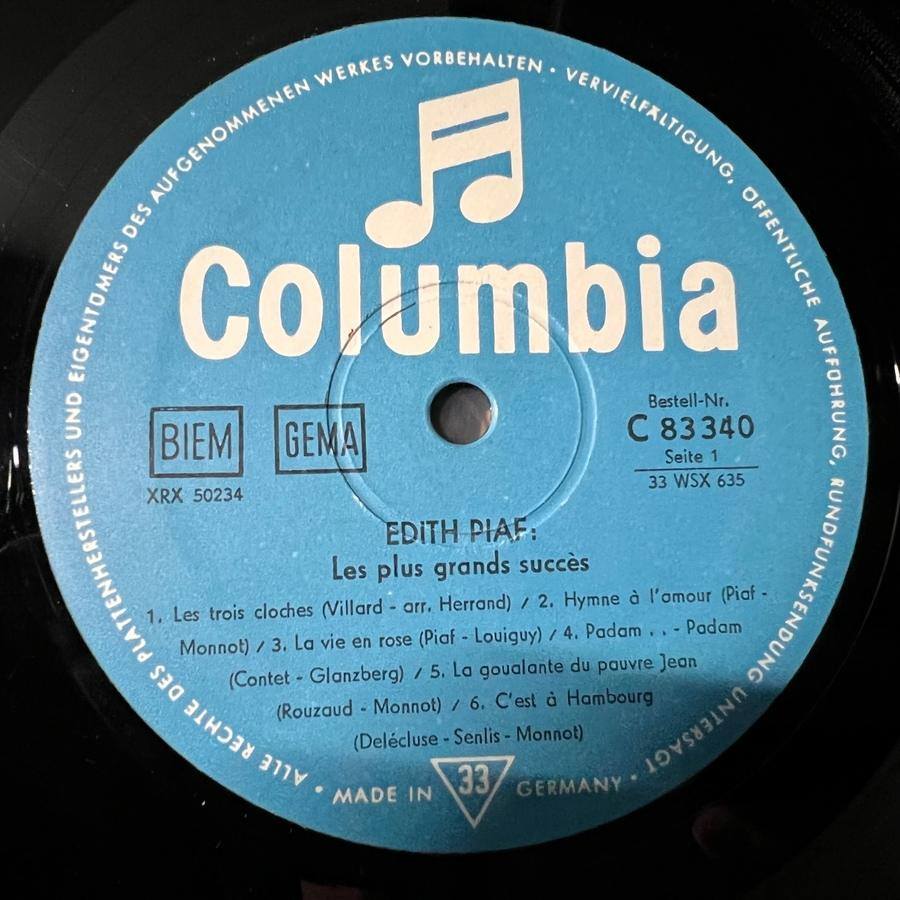 ALLE RECHTE DES PLATTENHERSTELLERS UND EIGENTÜMERS DES AUFGENOMMENEN WERKES VORBEHALTEN · VERVIELFÄLTIGUNG, ÖFFENTLICHE AUFFÜHRUNG, RUNDFUNKSENDUNG UNTERSAGT ·
Columbia
BIEM GEMA
XRX 50234
Bestell-Nr.
C 83 340
Seite 1
33 WSX 635
EDITH PIAF:
Les plus grands succès
1. Les trois cloches (Villard - arr. Herrand) / 2. Hymne à l'amour (Piaf -
Monnot) / 3. La vie en rose (Piaf - Louiguy) / 4. Padam . . - Padam
(Contet - Glanzberg) / 5. La goualante du pauvre Jean
(Rouzaud - Monnot) / 6. C'est à Hambourg
(Delécluse - Senlis - Monnot)
· MADE IN 33 GERMANY ·